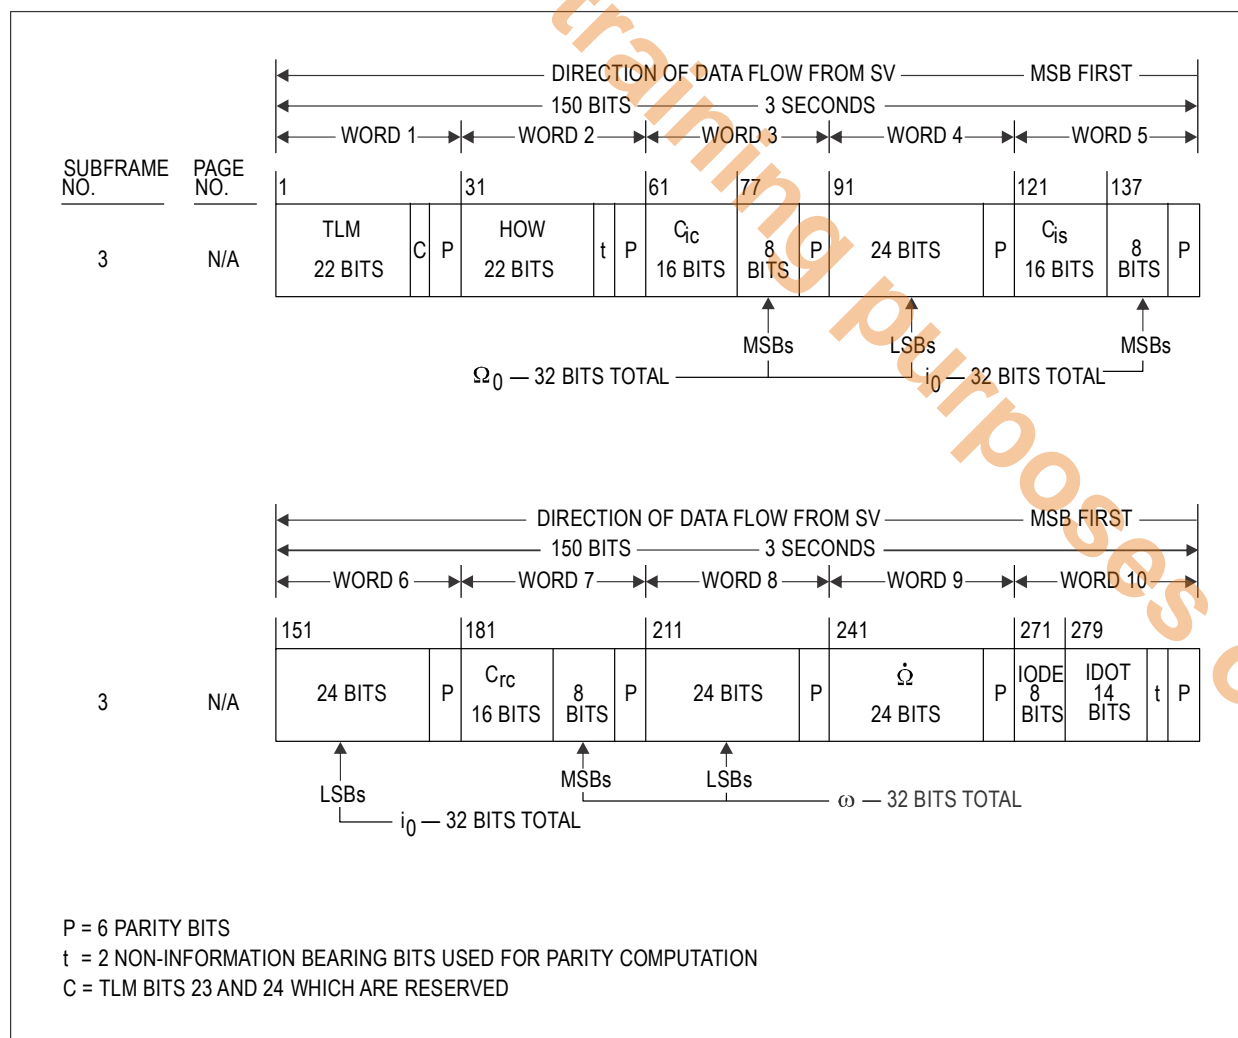 DIRECTION OF DATA FLOW FROM SV MSB FIRST
150 BITS 3 SECONDS
WORD 1 WORD 2 WORD 3 WORD 4 WORD 5
SUBFRAME NO. PAGE NO.
1 31 61 77 91 121 137
3 N/A
TLM 22 BITS C P HOW 22 BITS t P Cic 16 BITS 8 BITS P 24 BITS P Cis 16 BITS 8 BITS P
MSBs LSBs MSBs
Ω0 — 32 BITS TOTAL i0 — 32 BITS TOTAL
DIRECTION OF DATA FLOW FROM SV MSB FIRST
150 BITS 3 SECONDS
WORD 6 WORD 7 WORD 8 WORD 9 WORD 10
151 181 211 241 271 279
3 N/A
24 BITS P Crc 16 BITS 8 BITS P 24 BITS P Ω̇ 24 BITS P IODE 8 BITS IDOT 14 BITS t P
LSBs MSBs LSBs
i0 — 32 BITS TOTAL ω — 32 BITS TOTAL
P = 6 PARITY BITS
t = 2 NON-INFORMATION BEARING BITS USED FOR PARITY COMPUTATION
C = TLM BITS 23 AND 24 WHICH ARE RESERVED
training purposes